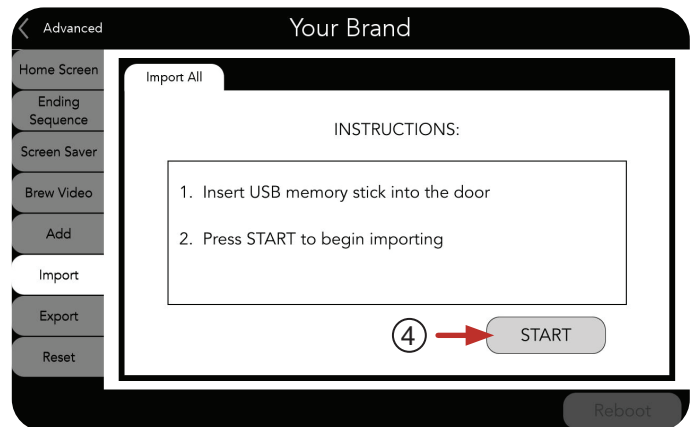 Advanced
Your Brand
Home Screen
Ending
Sequence
Screen Saver
Brew Video
Add
Import
Export
Reset
Import All
INSTRUCTIONS:
1. Insert USB memory stick into the door
2. Press START to begin importing
4
START
Reboot